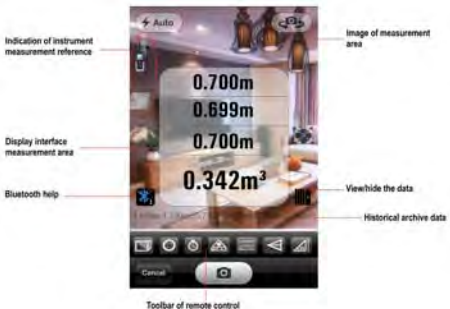 Auto
Indication of instrument
measurement reference
Image of measurement
area
0.700m
0.699m
0.700m
0.342m³
Display interface
measurement area
Bluetooth help
View/hide the data
Historical archive data
Cancel
Toolbar of remote control